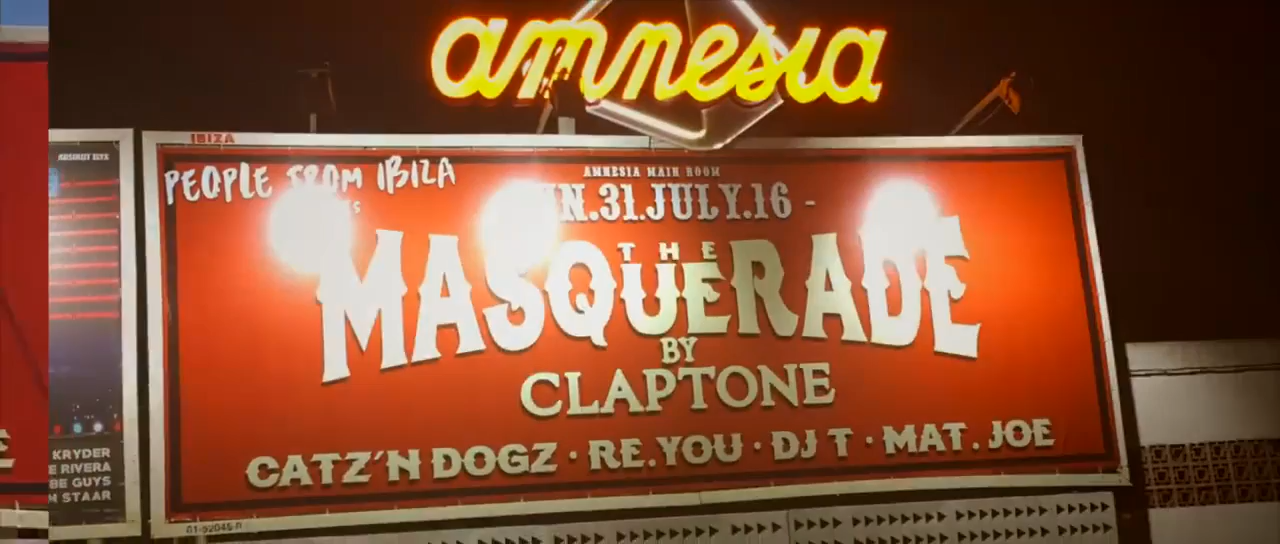 amnesia
IBIZA
PEOPLE FROM IBIZA
AMNESIA MAIN ROOM
31.JULY.16 -
THE
MASQUERADE
BY
CLAPTONE
CATZ'N DOGZ · RE.YOU · DJ T · MAT.JOE
KRYDER
RIVERA
GUYS
STAAR